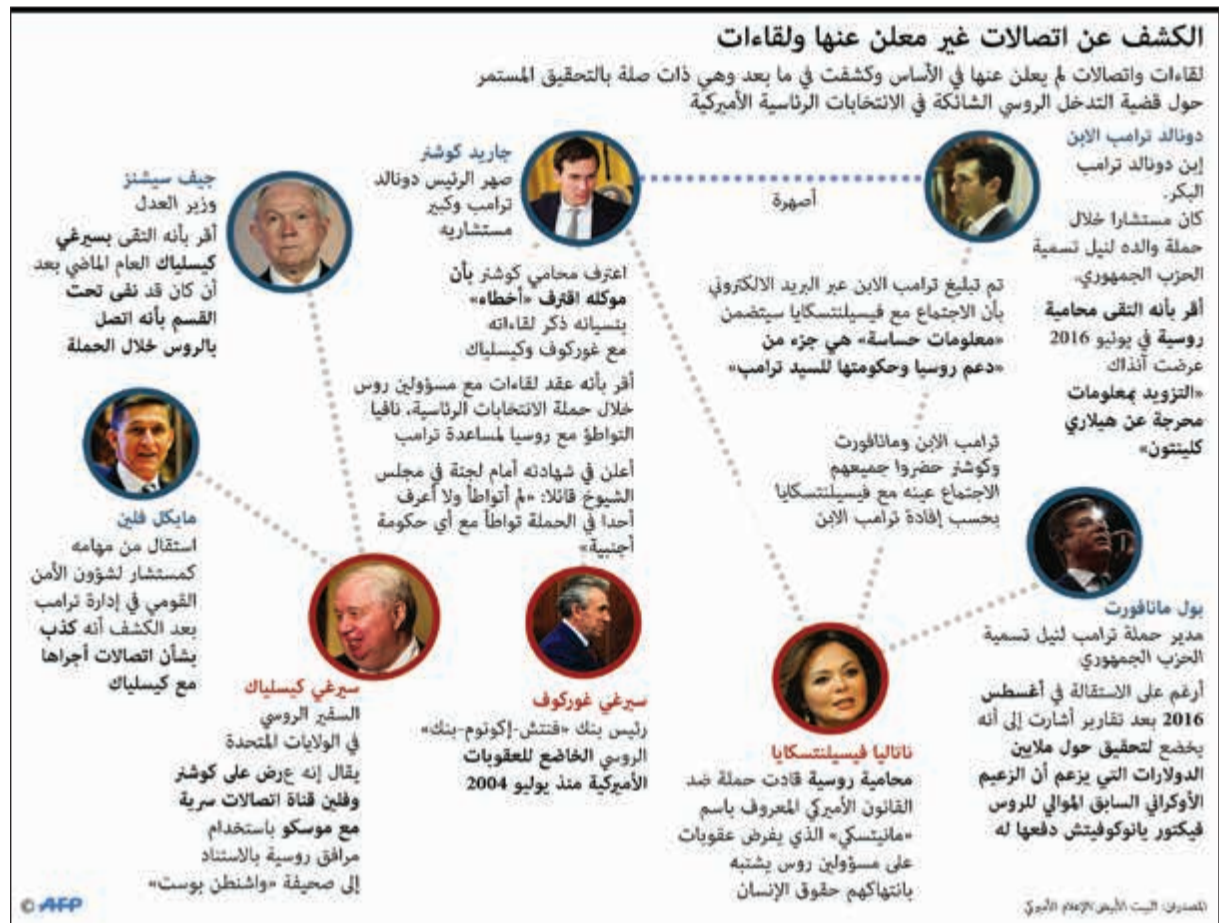 الكشف عن اتصالات غير معلن عنها ولقاءات
لقاءات واتصالات لم يعلن عنها في الأساس وكشفت في ما بعد وهي ذات صلة بالتحقيق المستمر
حول قضية التدخل الروسي الشائكة في الانتخابات الرئاسية الأميركية
دونالد ترامب الابن
إبن دونالد ترامب
البكر.
كان مستشارا خلال
حملة والده لنيل تسمية
الحزب الجمهوري.
أقر بأنه التقى محامية
روسية في يونيو 2016
عرضت آنذاك
«التزويد بمعلومات
محرجة عن هيلاري
كلينتون»
أصهرة
جاريد كوشنر
صهر الرئيس دونالد
ترامب وكبير
مستشاريه
اعترف محامي كوشنر بأن
موكله اقترف «أخطاء»
بنسيانه ذكر لقاءاته
مع غوركوف وكيسلياك
أقر بأنه عقد لقاءات مع مسؤولين روس
خلال حملة الانتخابات الرئاسية، نافيا
التواطؤ مع روسيا لمساعدة ترامب
أعلن في شهادته أمام لجنة في مجلس
الشيوخ قائلا: «لم أتواطأ ولا أعرف
أحدا في الحملة تواطأ مع أي حكومة
أجنبية»
جيف سيشنز
وزير العدل
أقر بأنه التقى بسيرغي
كيسلياك العام الماضي بعد
أن كان قد نفى تحت
القسم بأنه اتصل
بالروس خلال الحملة
تم تبليغ ترامب الابن عبر البريد الالكتروني
بأن الاجتماع مع فيسيلنتسكايا سيتضمن
«معلومات حساسة» هي جزء من
«دعم روسيا وحكومتها للسيد ترامب»
ترامب الابن ومانافورت
وكوشنر حضروا جميعهم
الاجتماع عينه مع فيسيلنتسكايا
بحسب إفادة ترامب الابن
مايكل فلين
استقال من مهامه
كمستشار لشؤون الأمن
القومي في إدارة ترامب
بعد الكشف أنه كذب
بشأن اتصالات أجراها
مع كيسلياك
بول مانافورت
مدير حملة ترامب لنيل تسمية
الحزب الجمهوري
أرغم على الاستقالة في أغسطس
2016 بعد تقارير أشارت إلى أنه
يخضع لتحقيق حول ملايين
الدولارات التي يزعم أن الزعيم
الأوكراني السابق الموالي للروس
فيكتور يانوكوفيتش دفعها له
ناتاليا فيسيلنتسكايا
محامية روسية قادت حملة ضد
القانون الأميركي المعروف باسم
«مانيتسكي» الذي يفرض عقوبات
على مسؤولين روس يشتبه
بانتهاكهم حقوق الإنسان
سيرغي غوركوف
رئيس بنك «فنتش-إكونوم-بنك»
الروسي الخاضع للعقوبات
الأميركية منذ يوليو 2004
سيرغي كيسلياك
السفير الروسي
في الولايات المتحدة
يقال إنه عرض على كوشنر
وفلين قناة اتصالات سرية
مع موسكو باستخدام
مرافق روسية بالاستناد
إلى صحيفة «واشنطن بوست»
المصدران: البيت الأبيض/الإعلام الأميركي
© AFP